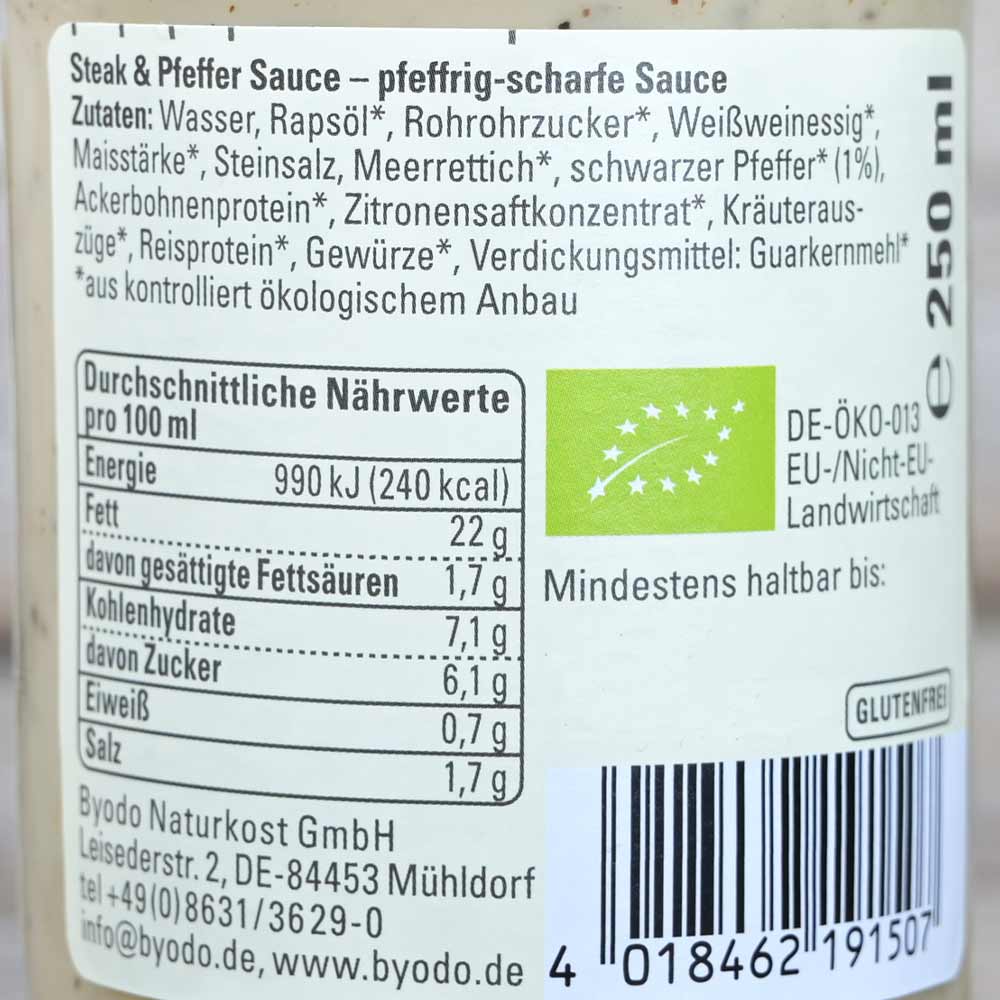 Steak & Pfeffer Sauce – pfeffrig-scharfe Sauce
Zutaten: Wasser, Rapsöl*, Rohrohrzucker*, Weißweinessig*,
Maisstärke*, Steinsalz, Meerrettich*, schwarzer Pfeffer* (1%),
Ackerbohnenprotein*, Zitronensaftkonzentrat*, Kräuteraus-
züge*, Reisprotein*, Gewürze*, Verdickungsmittel: Guarkernmehl*
*aus kontrolliert ökologischem Anbau
e 250 ml
Durchschnittliche Nährwerte
pro 100 ml
Energie 990 kJ (240 kcal)
Fett 22 g
davon gesättigte Fettsäuren 1,7 g
Kohlenhydrate 7,1 g
davon Zucker 6,1 g
Eiweiß 0,7 g
Salz 1,7 g
DE-ÖKO-013
EU-/Nicht-EU-
Landwirtschaft
Mindestens haltbar bis:
GLUTENFREI
Byodo Naturkost GmbH
Leisederstr. 2, DE-84453 Mühldorf
tel +49(0)8631/3629-0
info@byodo.de, www.byodo.de
4 018462 191507